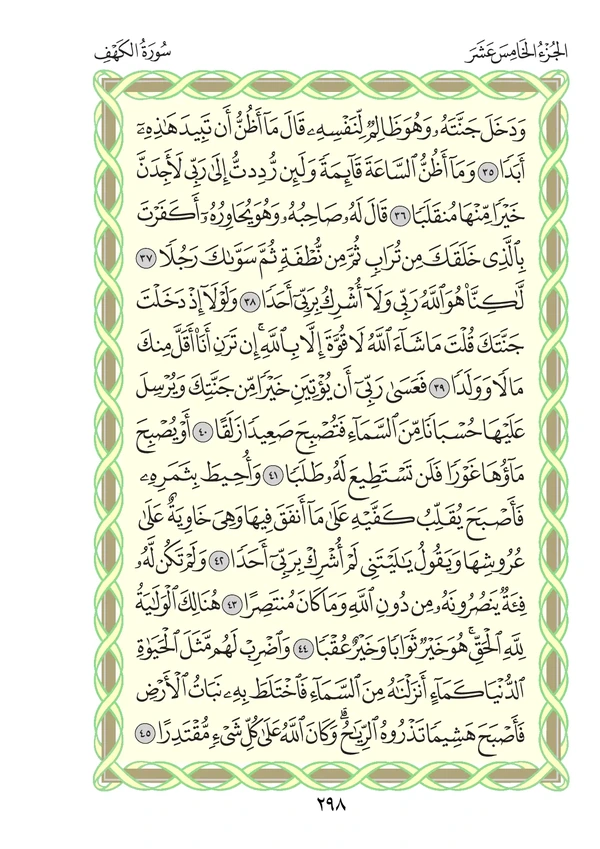 الجُزْءُ الخَامِسَ عَشَرَ
سُورَةُ الكَهْفِ
وَدَخَلَ جَنَّتَهُۥ وَهُوَ ظَالِمٌ لِّنَفْسِهِۦ قَالَ مَآ أَظُنُّ أَن تَبِيدَ هَٰذِهِۦٓ
أَبَدًا ٣٥ وَمَآ أَظُنُّ ٱلسَّاعَةَ قَآئِمَةً وَلَئِن رُّدِدتُّ إِلَىٰ رَبِّى لَأَجِدَنَّ
خَيْرًا مِّنْهَا مُنقَلَبًا ٣٦ قَالَ لَهُۥ صَاحِبُهُۥ وَهُوَ يُحَاوِرُهُۥٓ أَكَفَرْتَ
بِٱلَّذِى خَلَقَكَ مِن تُرَابٍ ثُمَّ مِن نُّطْفَةٍ ثُمَّ سَوَّىٰكَ رَجُلًا ٣٧
لَّٰكِنَّا۠ هُوَ ٱللَّهُ رَبِّى وَلَآ أُشْرِكُ بِرَبِّىٓ أَحَدًا ٣٨ وَلَوْلَآ إِذْ دَخَلْتَ
جَنَّتَكَ قُلْتَ مَا شَآءَ ٱللَّهُ لَا قُوَّةَ إِلَّا بِٱللَّهِ ۚ إِن تَرَنِ أَنَا۠ أَقَلَّ مِنكَ
مَالًا وَوَلَدًا ٣٩ فَعَسَىٰ رَبِّىٓ أَن يُؤْتِيَنِ خَيْرًا مِّن جَنَّتِكَ وَيُرْسِلَ
عَلَيْهَا حُسْبَانًا مِّنَ ٱلسَّمَآءِ فَتُصْبِحَ صَعِيدًا زَلَقًا ٤٠ أَوْ يُصْبِحَ
مَآؤُهَا غَوْرًا فَلَن تَسْتَطِيعَ لَهُۥ طَلَبًا ٤١ وَأُحِيطَ بِثَمَرِهِۦ
فَأَصْبَحَ يُقَلِّبُ كَفَّيْهِ عَلَىٰ مَآ أَنفَقَ فِيهَا وَهِىَ خَاوِيَةٌ عَلَىٰ
عُرُوشِهَا وَيَقُولُ يَٰلَيْتَنِى لَمْ أُشْرِكْ بِرَبِّىٓ أَحَدًا ٤٢ وَلَمْ تَكُن لَّهُۥ
فِئَةٌ يَنصُرُونَهُۥ مِن دُونِ ٱللَّهِ وَمَا كَانَ مُنتَصِرًا ٤٣ هُنَالِكَ ٱلْوَلَٰيَةُ
لِلَّهِ ٱلْحَقِّ ۚ هُوَ خَيْرٌ ثَوَابًا وَخَيْرٌ عُقْبًا ٤٤ وَٱضْرِبْ لَهُم مَّثَلَ ٱلْحَيَوٰةِ
ٱلدُّنْيَا كَمَآءٍ أَنزَلْنَٰهُ مِنَ ٱلسَّمَآءِ فَٱخْتَلَطَ بِهِۦ نَبَاتُ ٱلْأَرْضِ
فَأَصْبَحَ هَشِيمًا تَذْرُوهُ ٱلرِّيَٰحُ ۗ وَكَانَ ٱللَّهُ عَلَىٰ كُلِّ شَىْءٍ مُّقْتَدِرًا ٤٥
٢٩٨